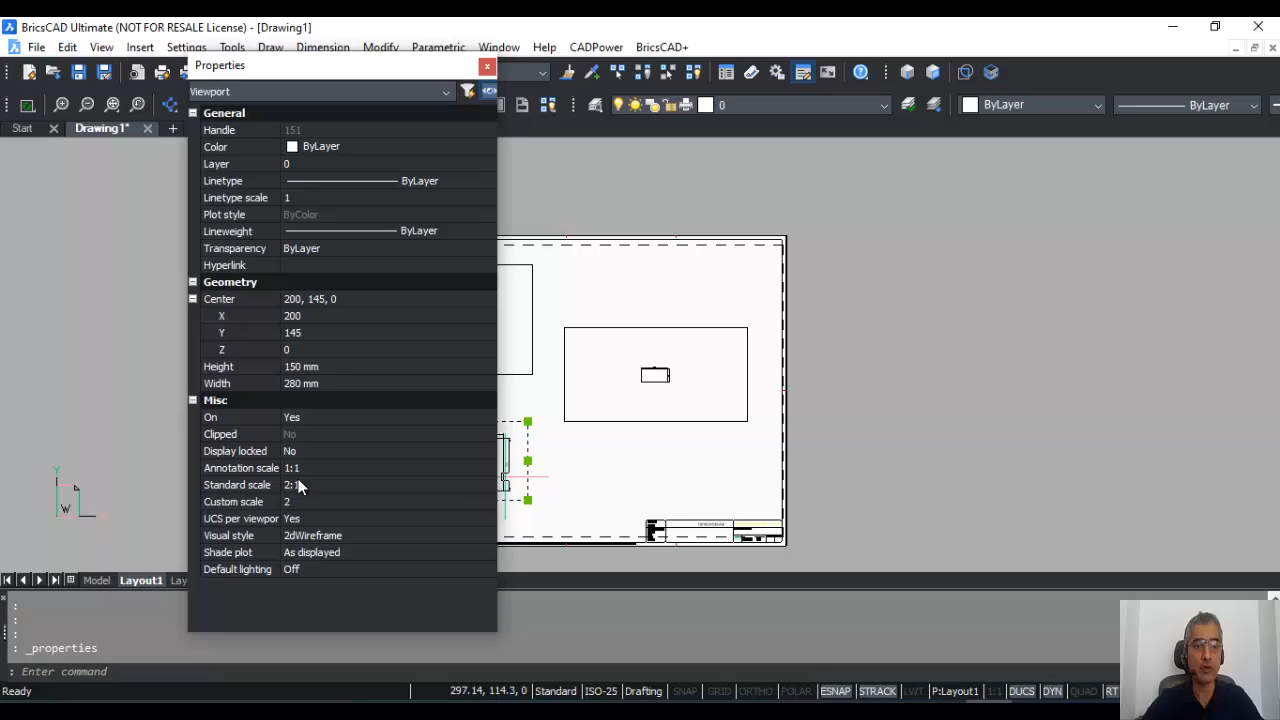 BricsCAD Ultimate (NOT FOR RESALE License) - [Drawing1]
File Edit View Insert Settings Tools Draw Dimension Modify Parametric Window Help CADPower BricsCAD+
Properties
Viewport
0 ByLayer ByLayer
Start Drawing1*
General
Handle 151
Color ByLayer
Layer 0
Linetype ByLayer
Linetype scale 1
Plot style ByColor
Lineweight ByLayer
Transparency ByLayer
Hyperlink
Geometry
Center 200, 145, 0
X 200
Y 145
Z 0
Height 150 mm
Width 280 mm
Misc
On Yes
Clipped No
Display locked No
Annotation scale 1:1
Standard scale 2:1
Custom scale 2
UCS per viewpor Yes
Visual style 2dWireframe
Shade plot As displayed
Default lighting Off
Y
W
X
Model Layout1 Lay
:
:
:
: _properties
: Enter command
Ready 297.14, 114.3, 0 Standard ISO-25 Drafting SNAP GRID ORTHO POLAR ESNAP STRACK LWT P:Layout1 1:1 DUCS DYN QUAD RT